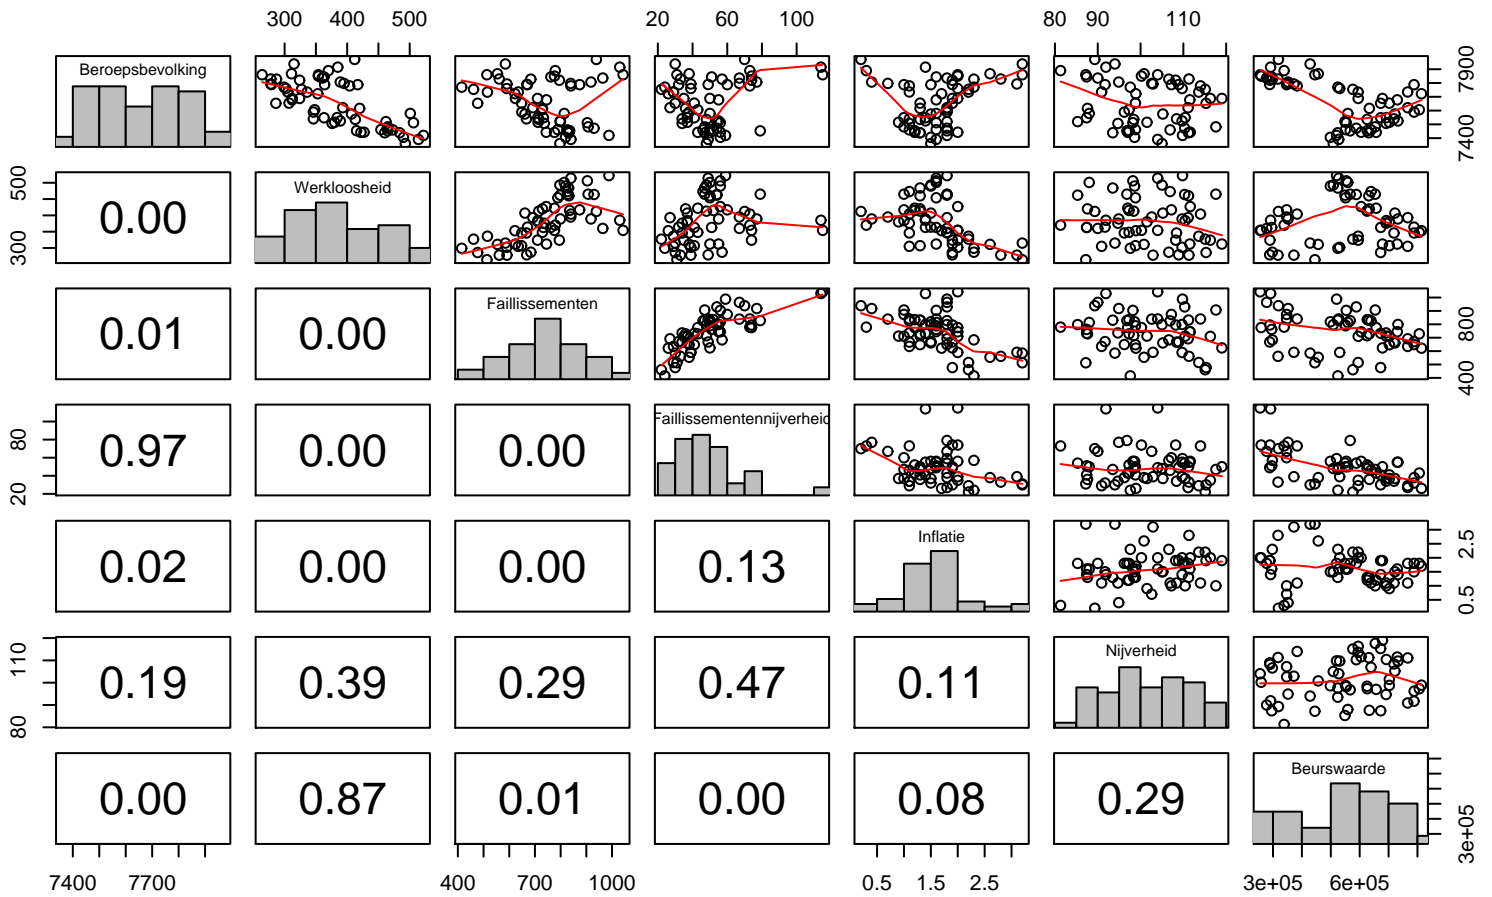 300 400 500
20 60 100
80 90 110
Beroepsbevolking
7400 7900
300 500
0.00
Werkloosheid
0.01
0.00
Faillissementen
400 800
20 80
0.97
0.00
0.00
Faillissementennijverheid
0.02
0.00
0.00
0.13
Inflatie
0.5 2.5
80 110
0.19
0.39
0.29
0.47
0.11
Nijverheid
0.00
0.87
0.01
0.00
0.08
0.29
Beurswaarde
3e+05
7400 7700
400 700 1000
0.5 1.5 2.5
3e+05 6e+05